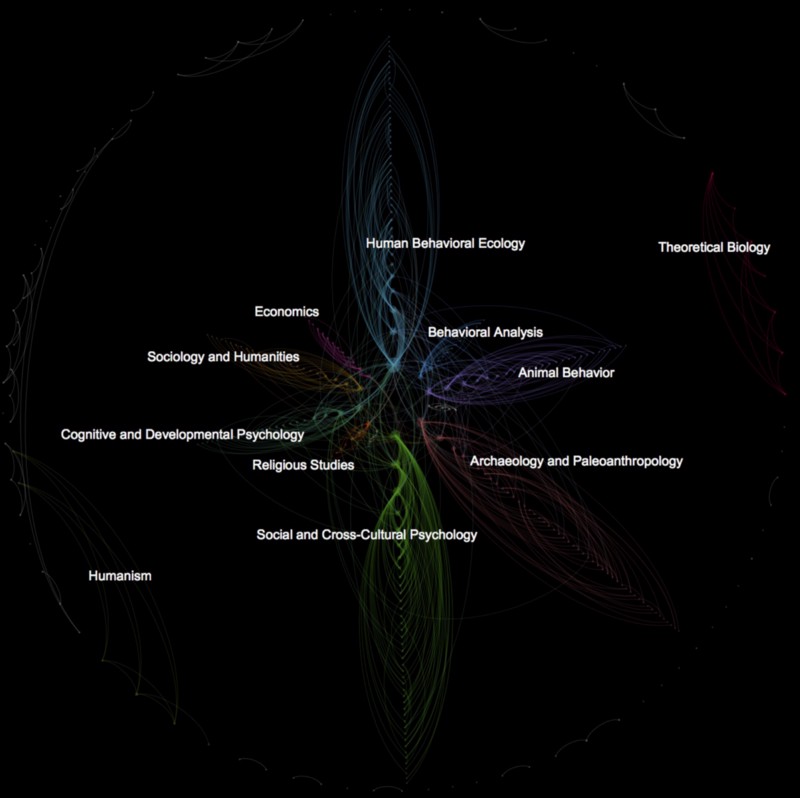 Human Behavioral Ecology
Theoretical Biology
Economics
Behavioral Analysis
Sociology and Humanities
Animal Behavior
Cognitive and Developmental Psychology
Archaeology and Paleoanthropology
Religious Studies
Social and Cross-Cultural Psychology
Humanism